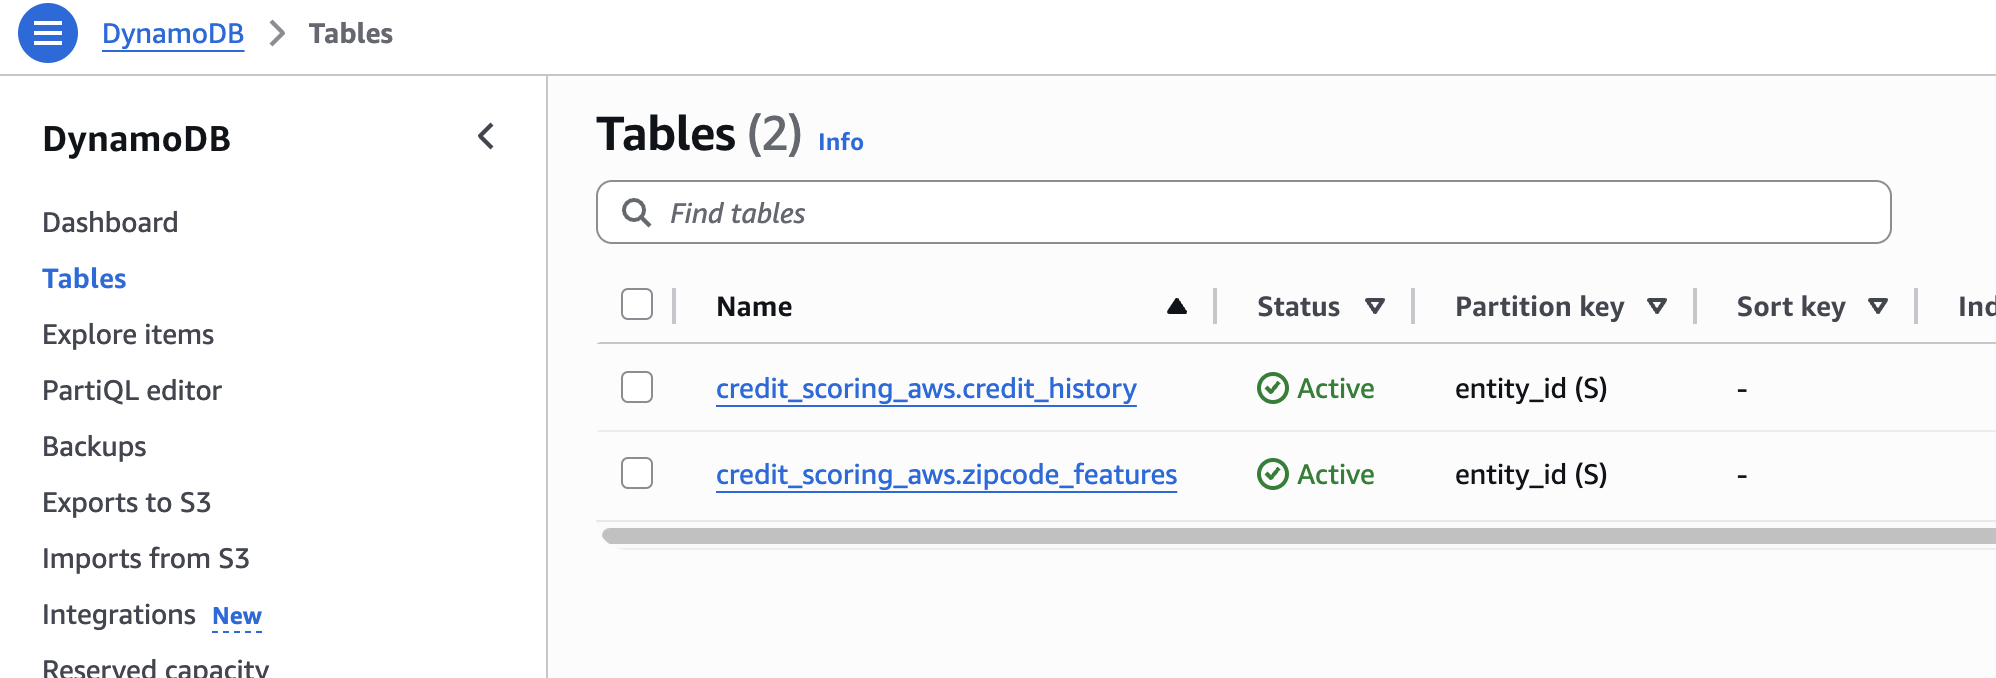 DynamoDB > Tables
DynamoDB
Dashboard
Tables
Explore items
PartiQL editor
Backups
Exports to S3
Imports from S3
Integrations New
Reserved capacity
Tables (2) Info
Find tables
Name Status Partition key Sort key Ind
credit_scoring_aws.credit_history Active entity_id (S) -
credit_scoring_aws.zipcode_features Active entity_id (S) -